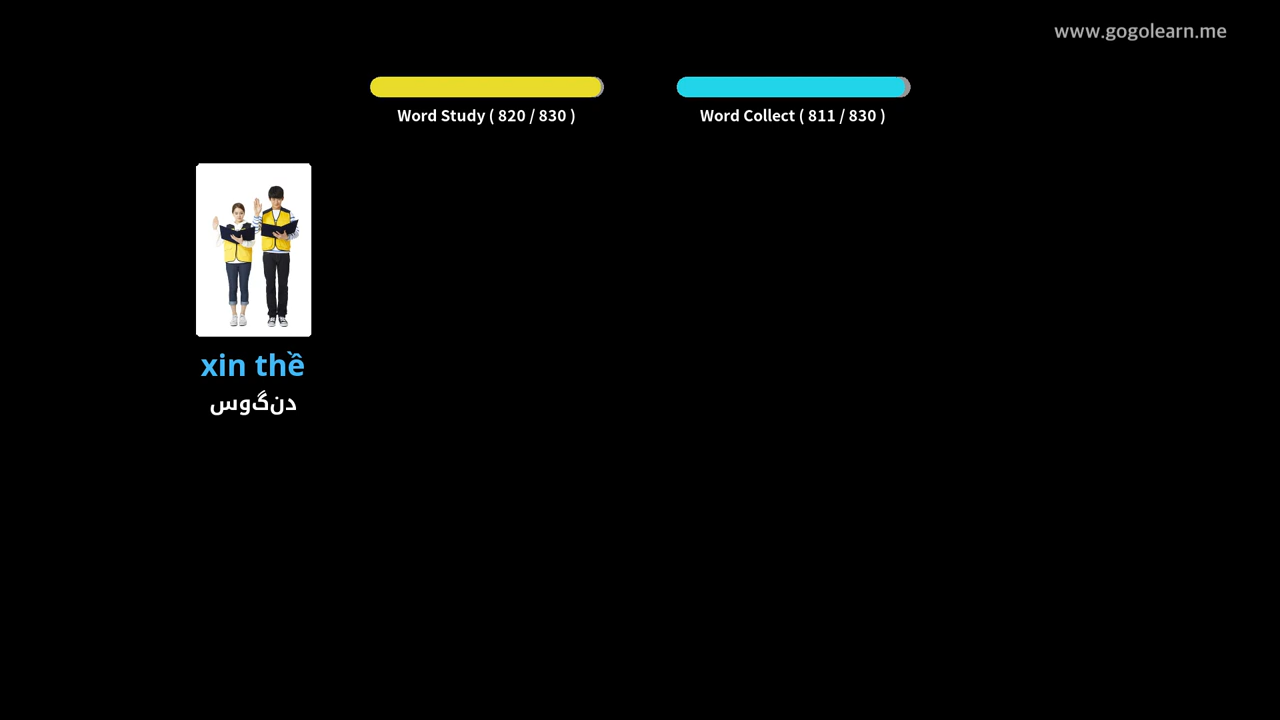 www.gogolearn.me
Word Study ( 820 / 830 )
Word Collect ( 811 / 830 )
xin thề
دنگوس